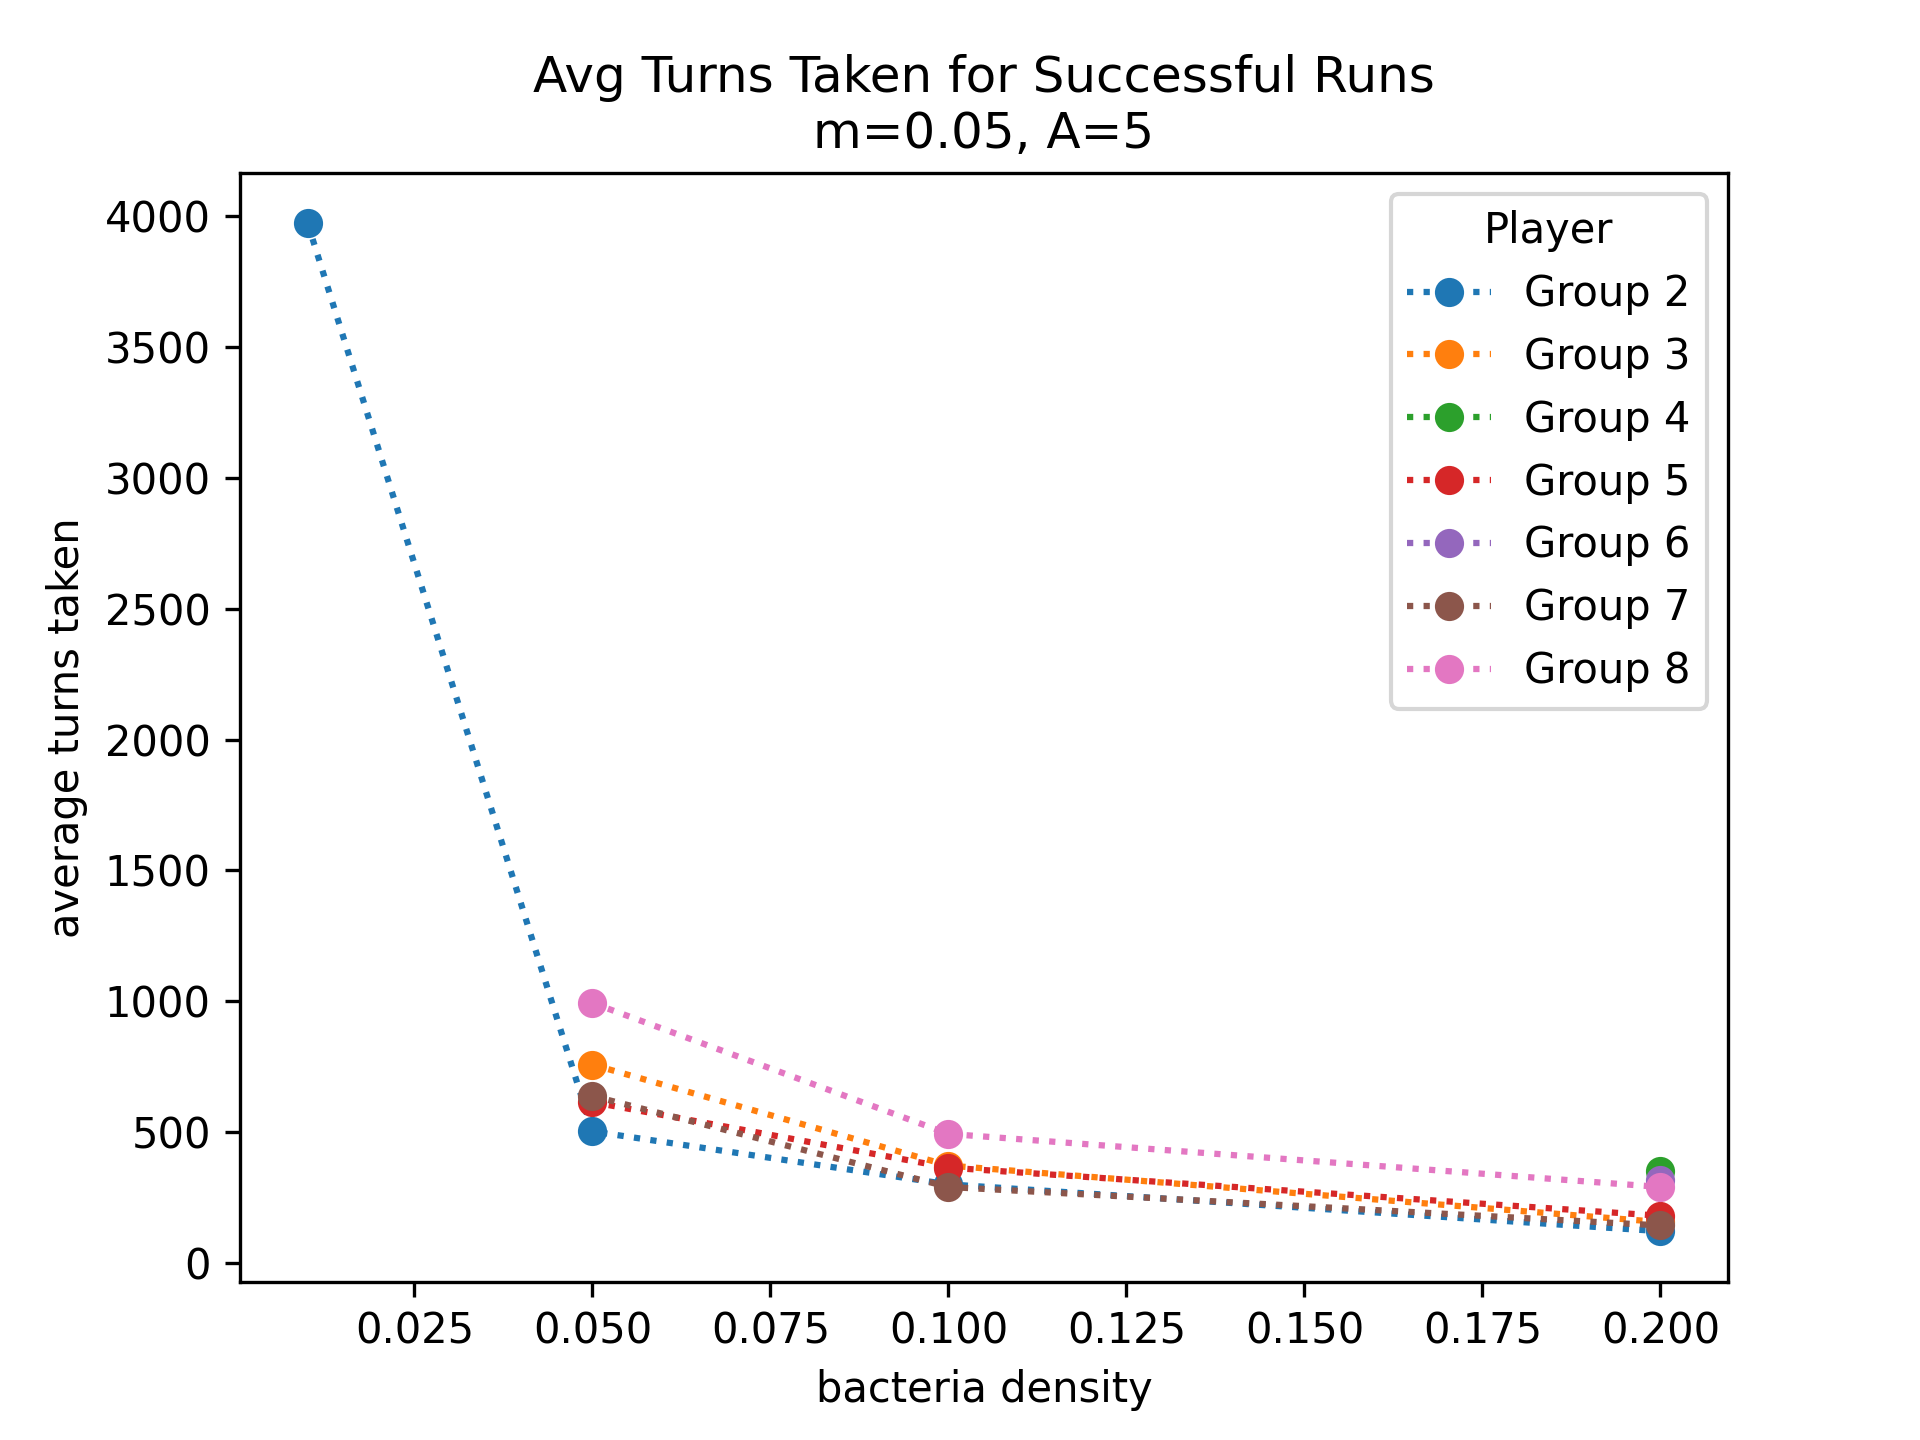 Avg Turns Taken for Successful Runs
m=0.05, A=5
4000
3500
3000
2500
2000
1500
1000
500
0
average turns taken
Player
Group 2
Group 3
Group 4
Group 5
Group 6
Group 7
Group 8
0.025 0.050 0.075 0.100 0.125 0.150 0.175 0.200
bacteria density